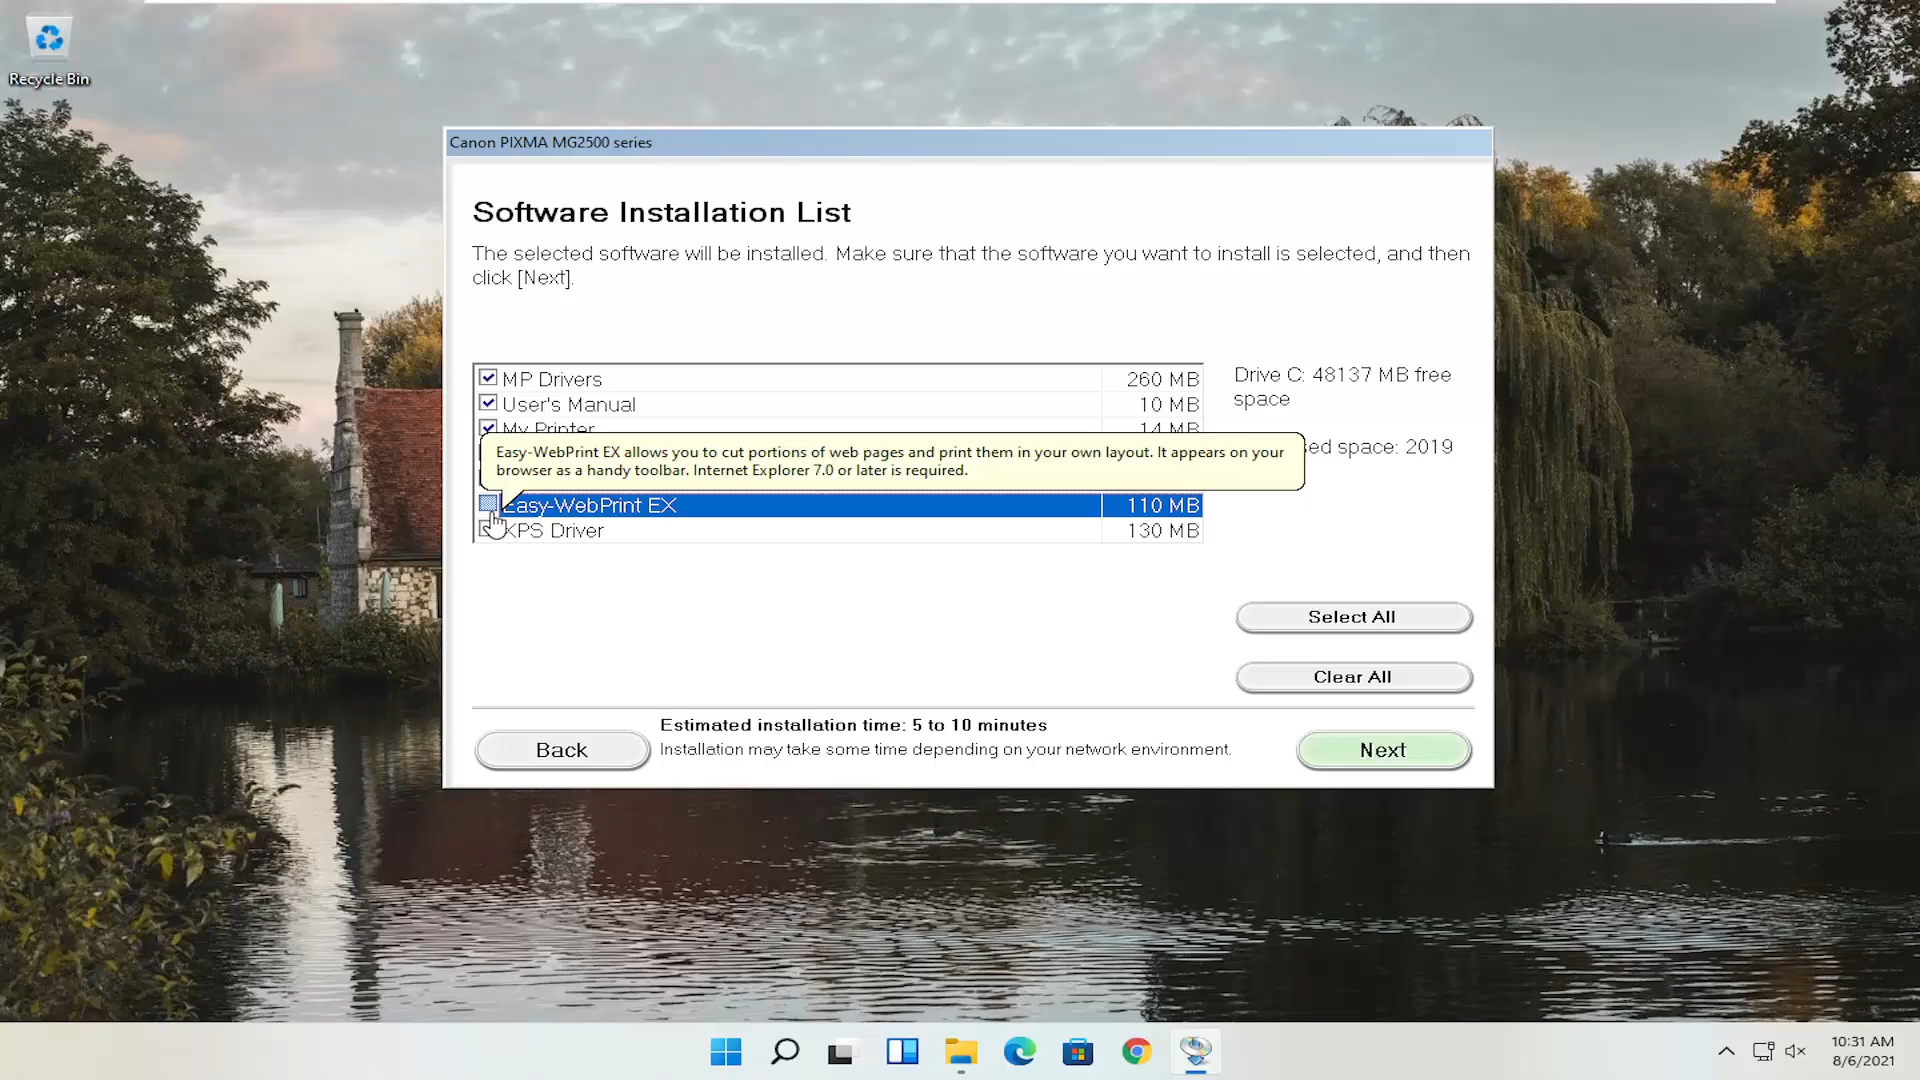 Recycle Bin
Canon PIXMA MG2500 series
Software Installation List
The selected software will be installed. Make sure that the software you want to install is selected, and then
click [Next].
MP Drivers 260 MB
User's Manual 10 MB
My Printer 14 MB
Drive C: 48137 MB free
space
space: 2019
Easy-WebPrint EX allows you to cut portions of web pages and print them in your own layout. It appears on your
browser as a handy toolbar. Internet Explorer 7.0 or later is required.
Easy-WebPrint EX 110 MB
XPS Driver 130 MB
Select All
Clear All
Estimated installation time: 5 to 10 minutes
Installation may take some time depending on your network environment.
Back
Next
10:31 AM
8/6/2021